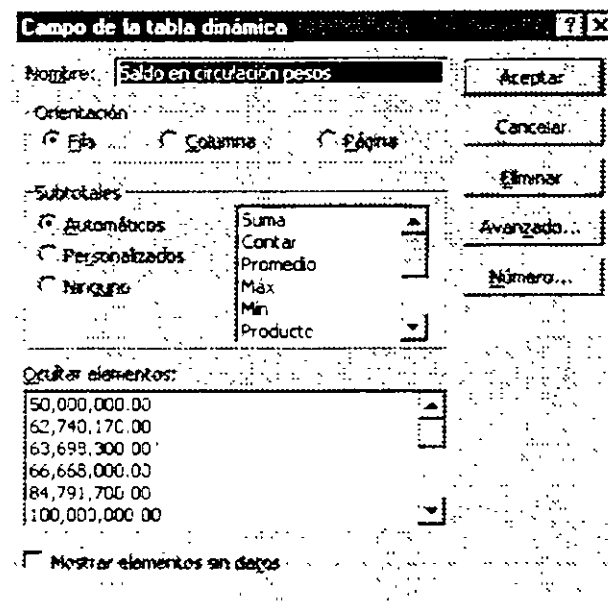 Campo de la tabla dinámica
Nombre: Saldo en circulación pesos
Aceptar
Orientación
Fila Columna Página
Cancelar
Eliminar
Subtotales
Automáticos
Personalizados
Ninguno
Suma
Contar
Promedio
Máx
Mín
Producto
Avanzado...
Número...
Ocultar elementos:
50,000,000.00
62,740,170.00
63,698,300.00
66,668,000.00
84,791,700.00
100,000,000.00
Mostrar elementos sin datos